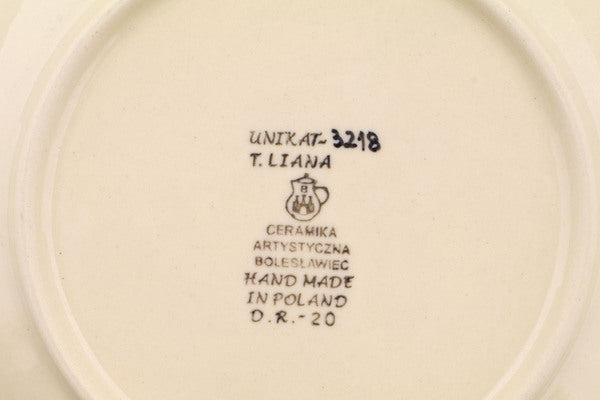 UNIKAT-3218
T. LIANA
B
CERAMIKA
ARTYSTYCZNA
BOLESŁAWIEC
HAND MADE
IN POLAND
D.R.-20